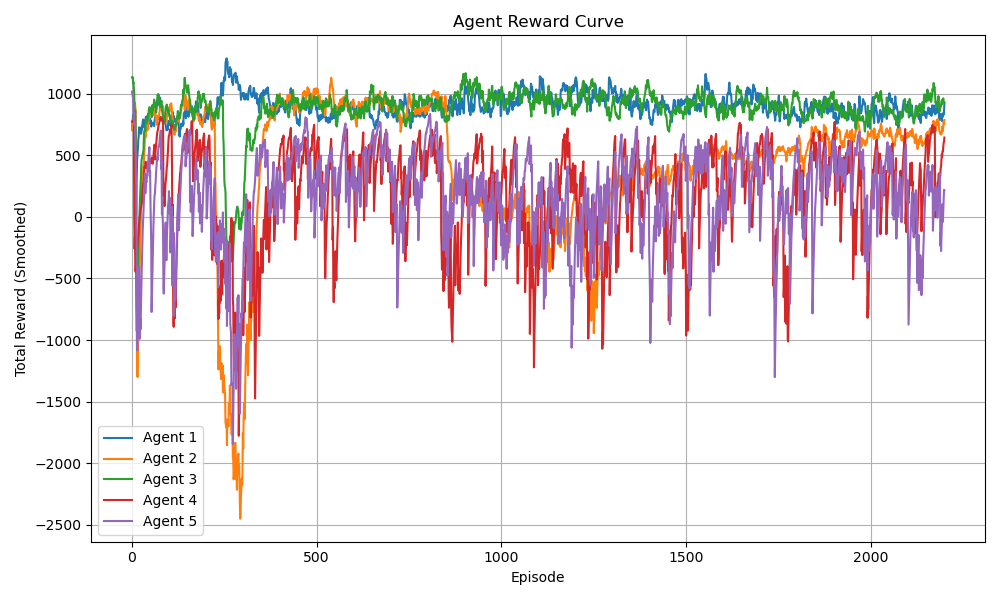 Agent Reward Curve
Total Reward (Smoothed)
1000
500
0
−500
−1000
−1500
−2000
−2500
Agent 1
Agent 2
Agent 3
Agent 4
Agent 5
0
500
1000
1500
2000
Episode